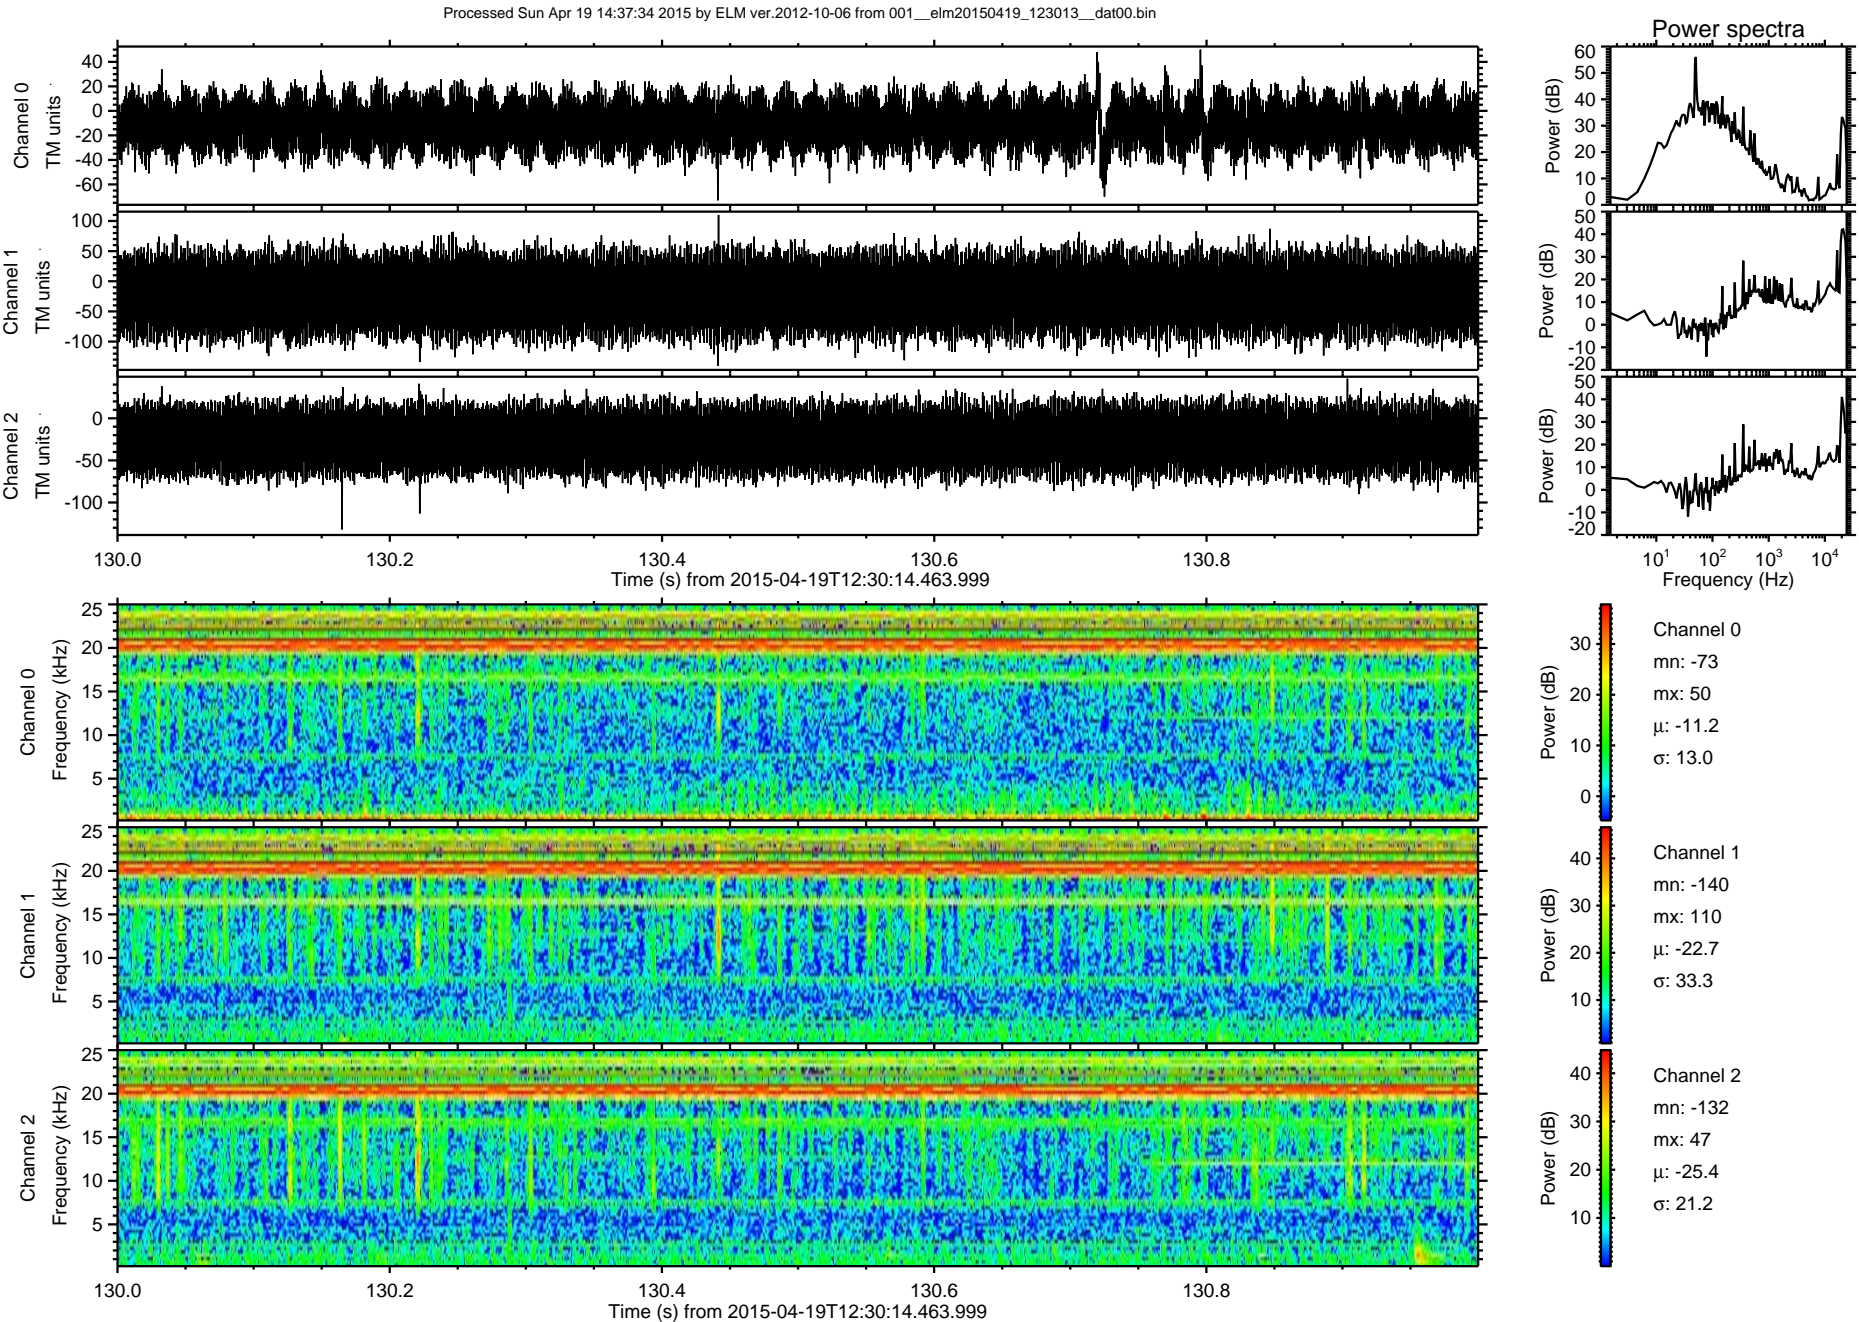 Processed Sun Apr 19 14:37:34 2015 by ELM ver.2012-10-06 from 001__elm20150419_123013__dat00.bin
Power spectra
Channel 0
TM units
40
20
0
-20
-40
-60
Power (dB)
60
50
40
30
20
10
0
Channel 1
TM units
100
50
0
-50
-100
Power (dB)
50
40
30
20
10
0
-10
-20
Channel 2
TM units
0
-50
-100
Power (dB)
50
40
30
20
10
0
-10
-20
130.0 130.2 130.4 130.6 130.8
Time (s) from 2015-04-19T12:30:14.463.999
10^1 10^2 10^3 10^4
Frequency (Hz)
Channel 0
Frequency (kHz)
25
20
15
10
5
Power (dB)
30
20
10
0
Channel 0
mn: -73
mx: 50
μ: -11.2
σ: 13.0
Channel 1
Frequency (kHz)
25
20
15
10
5
Power (dB)
40
30
20
10
Channel 1
mn: -140
mx: 110
μ: -22.7
σ: 33.3
Channel 2
Frequency (kHz)
25
20
15
10
5
Power (dB)
40
30
20
10
Channel 2
mn: -132
mx: 47
μ: -25.4
σ: 21.2
130.0 130.2 130.4 130.6 130.8
Time (s) from 2015-04-19T12:30:14.463.999